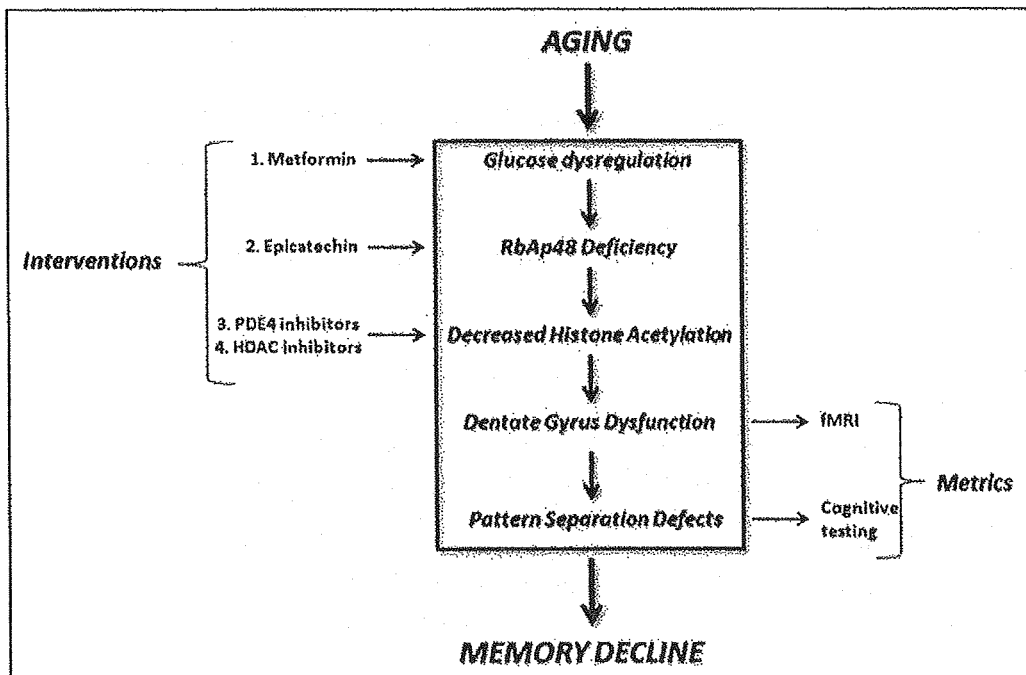 AGING
1. Metformin
Glucose dysregulation
Interventions
2. Epicatechin
RbAp48 Deficiency
3. PDE4 inhibitors
4. HDAC inhibitors
Decreased Histone Acetylation
Dentate Gyrus Dysfunction
fMRI
Metrics
Pattern Separation Defects
Cognitive
testing
MEMORY DECLINE